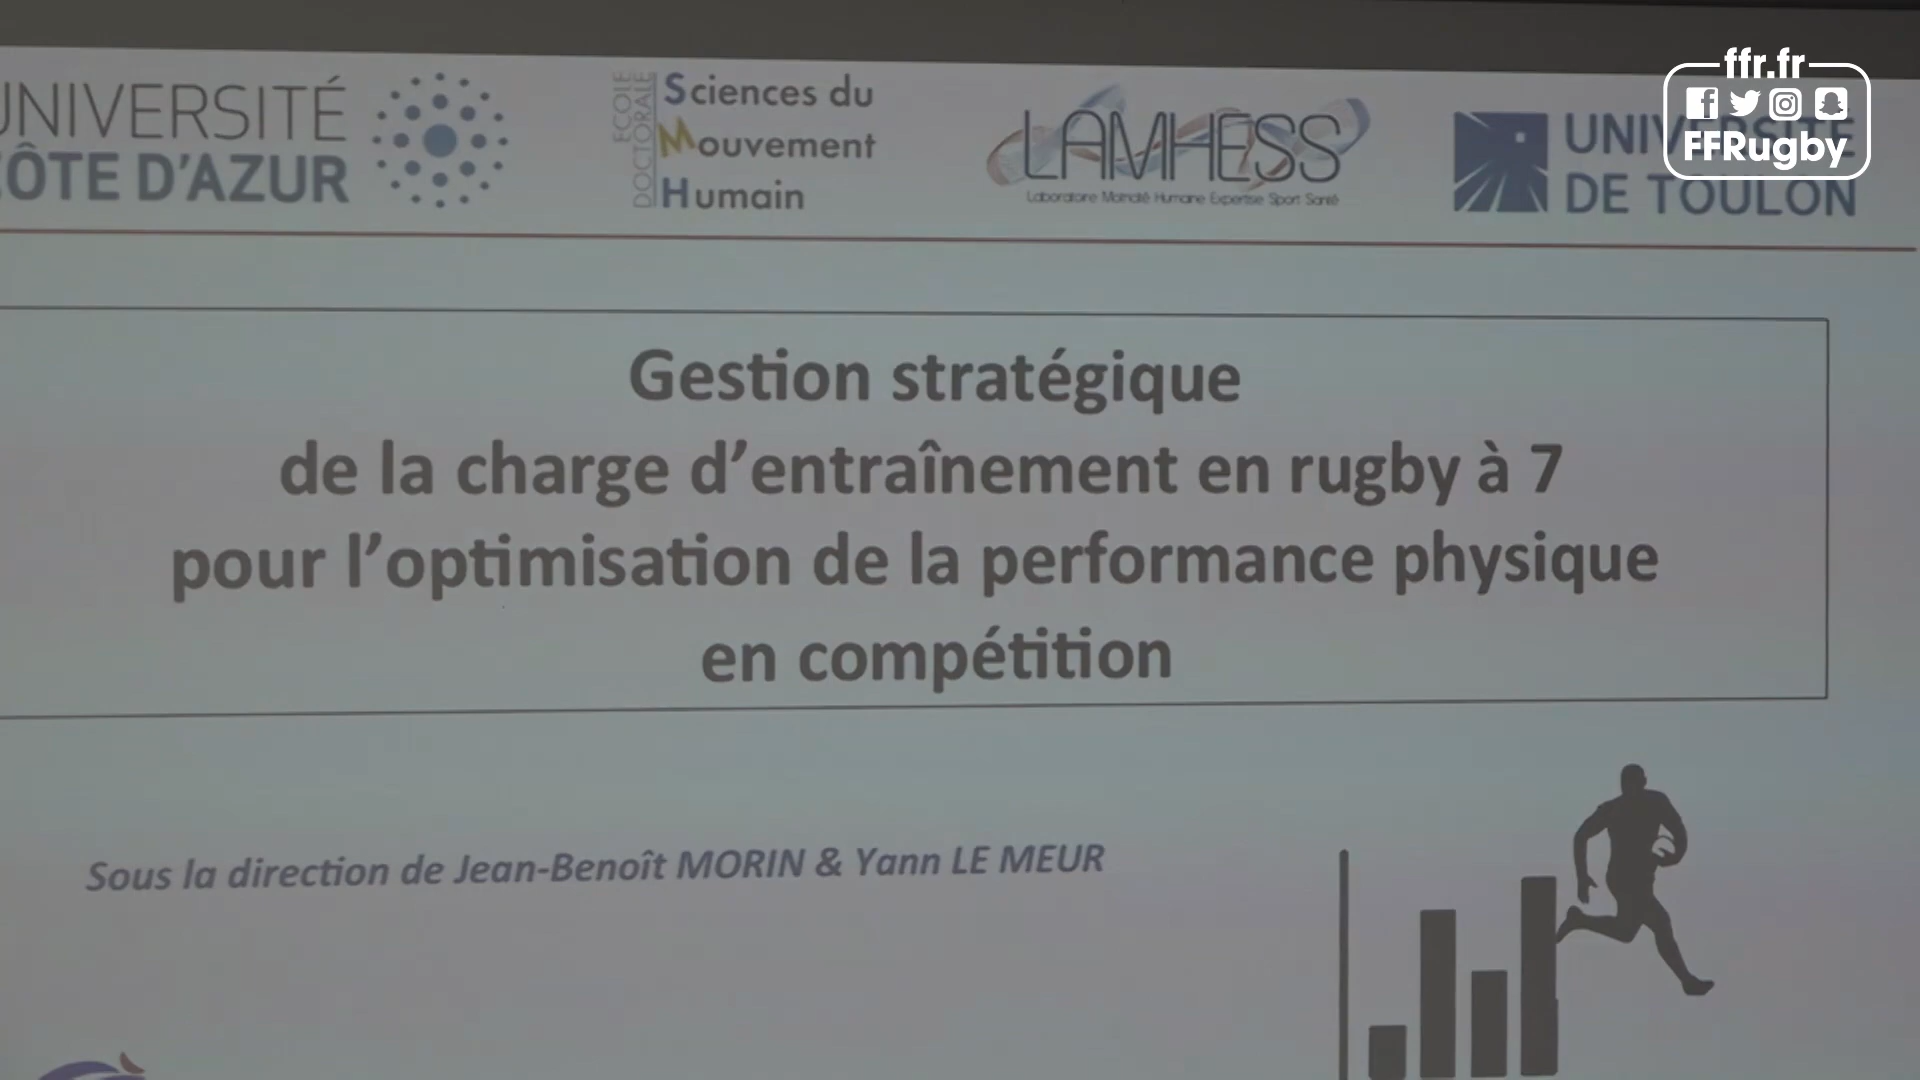 UNIVERSITÉ
CÔTE D'AZUR
ECOLE
DOCTORALE
Sciences du
Mouvement
Humain
LAMHESS
Laboratoire Motricité Humaine Expertise Sport Santé
UNIVERSITÉ
DE TOULON
ffr.fr
FFRugby
Gestion stratégique
de la charge d'entraînement en rugby à 7
pour l'optimisation de la performance physique
en compétition
Sous la direction de Jean-Benoît MORIN & Yann LE MEUR